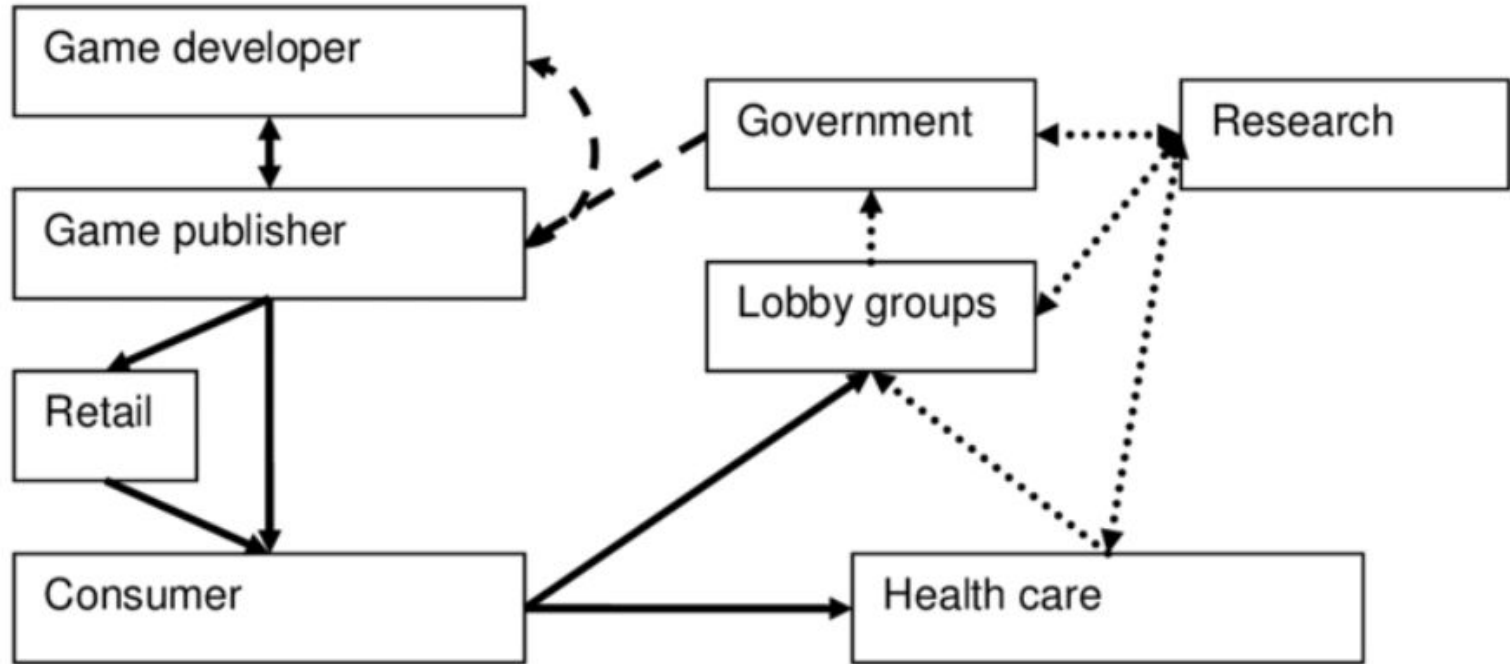 Game developer
Government
Research
Game publisher
Lobby groups
Retail
Consumer
Health care